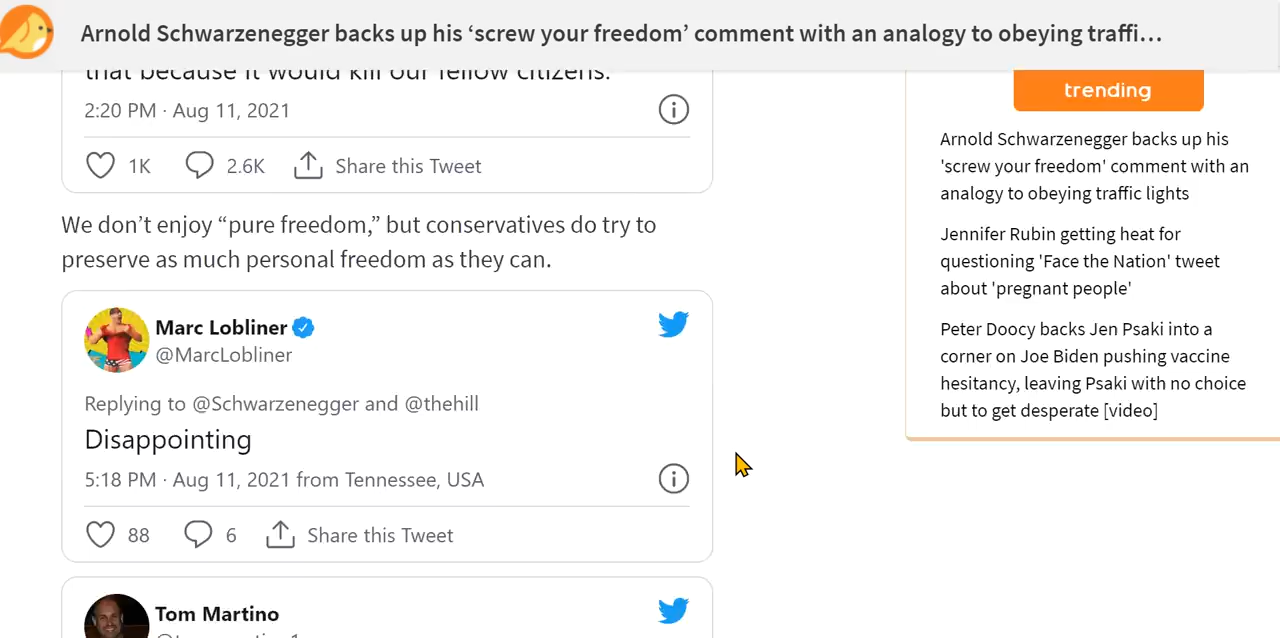 Arnold Schwarzenegger backs up his ‘screw your freedom’ comment with an analogy to obeying traffi…
that because it would kill our fellow citizens.
2:20 PM · Aug 11, 2021
1K 2.6K Share this Tweet
We don’t enjoy “pure freedom,” but conservatives do try to
preserve as much personal freedom as they can.
Marc Lobliner
@MarcLobliner
Replying to @Schwarzenegger and @thehill
Disappointing
5:18 PM · Aug 11, 2021 from Tennessee, USA
88 6 Share this Tweet
Tom Martino
trending
Arnold Schwarzenegger backs up his
'screw your freedom' comment with an
analogy to obeying traffic lights
Jennifer Rubin getting heat for
questioning 'Face the Nation' tweet
about 'pregnant people'
Peter Doocy backs Jen Psaki into a
corner on Joe Biden pushing vaccine
hesitancy, leaving Psaki with no choice
but to get desperate [video]